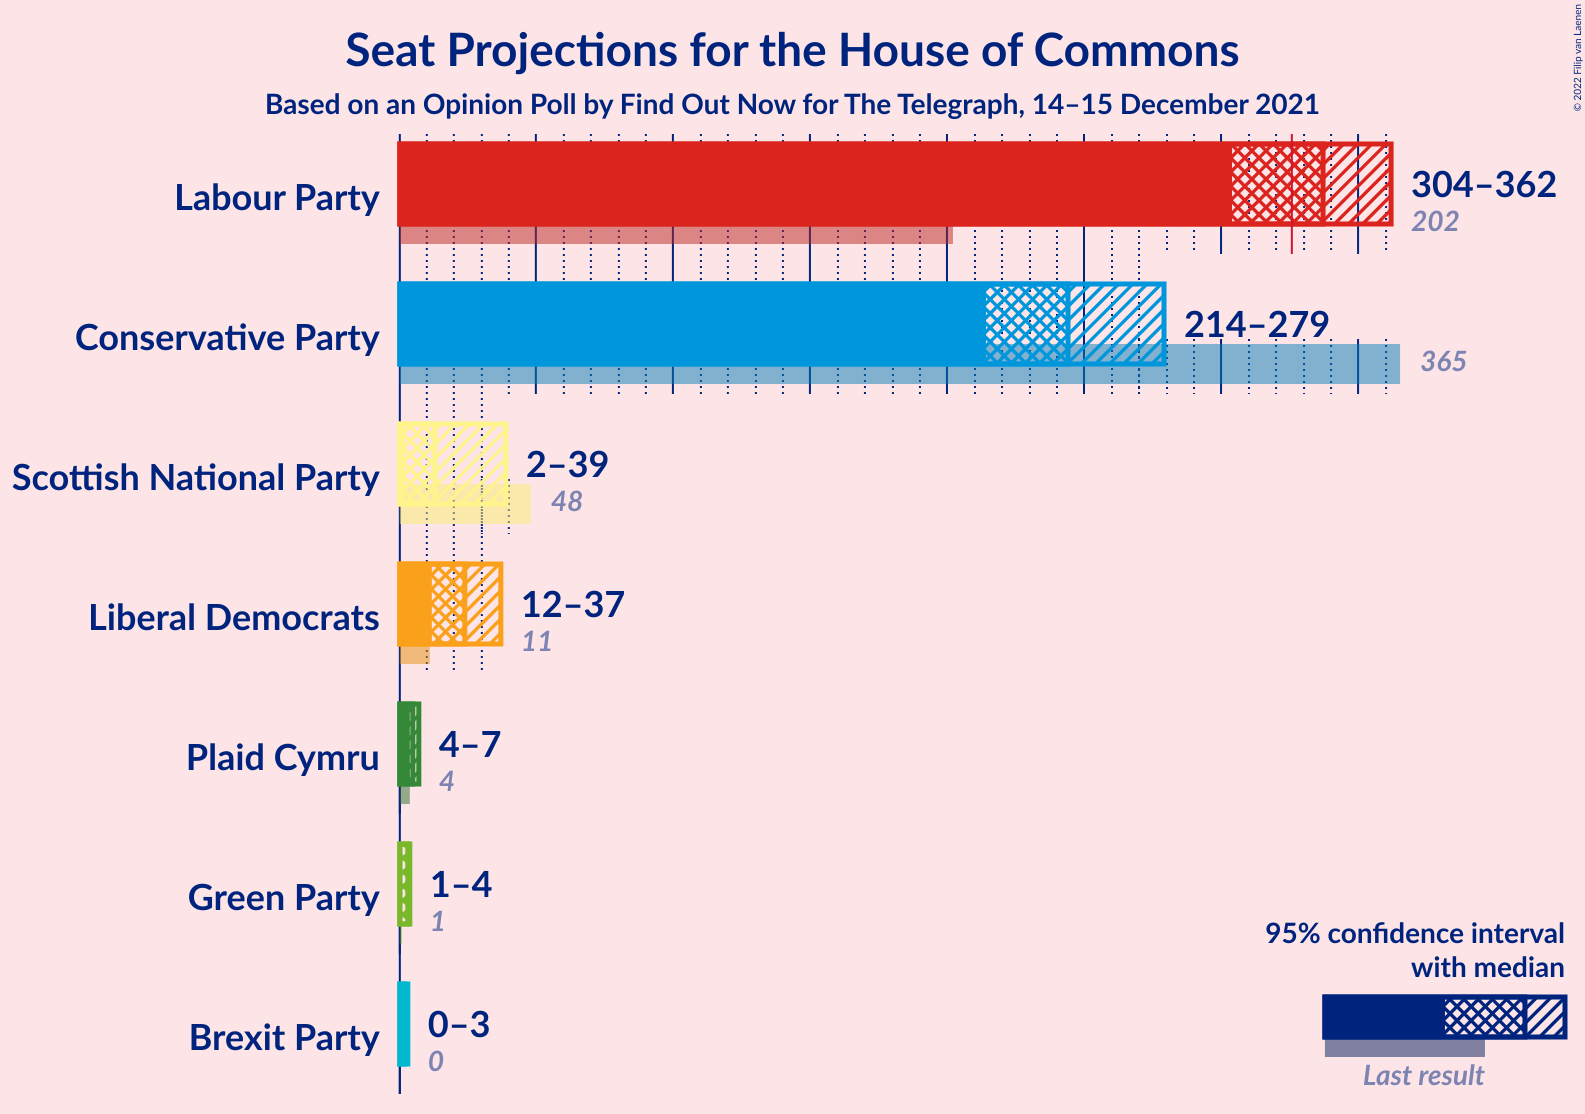 Seat Projections for the House of Commons
Based on an Opinion Poll by Find Out Now for The Telegraph, 14–15 December 2021
© 2022 Filip van Laenen
Labour Party
304–362
202
Conservative Party
214–279
365
Scottish National Party
2–39
48
Liberal Democrats
12–37
11
Plaid Cymru
4–7
4
Green Party
1–4
1
Brexit Party
0–3
0
95% confidence interval
with median
Last result